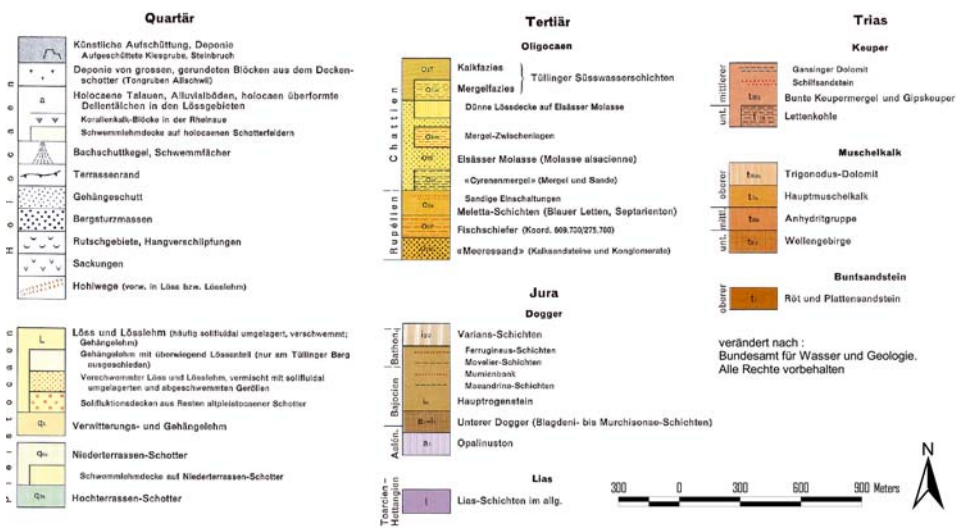 Quartär
Holocaen
Künstliche Aufschüttung, Deponie
Aufgeschüttete Kiesgrube, Steinbruch
Deponie von grossen, gerundeten Blöcken aus dem Decken-
schotter (Tongruben Allschwil)
a
Holocaene Talauen, Alluvialböden, holocaen überformte
Dellentälchen in den Lössgebieten
Korallenkalk-Blöcke in der Rheinaue
Schwemmlehmdecke auf holocaenen Schotterfeldern
Bachschuttkegel, Schwemmfächer
Terrassenrand
Gehängeschutt
Bergsturzmassen
Rutschgebiete, Hangverschlipfungen
Sackungen
Hohlwege (vorw. in Löss bzw. Lösslehm)
Pleistocaen
L
Löss und Lösslehm (häufig solifluidal umgelagert, verschwemmt;
Gehängelehm)
Gehängelehm mit überwiegend Lössanteil (nur am Tüllinger Berg
ausgeschieden)
Verschwemmter Löss und Lösslehm, vermischt mit solifluidal
umgelagerten und abgeschwemmten Geröllen
Solifluktionsdecken aus Resten altpleistocaener Schotter
Verwitterungs- und Gehängelehm
Niederterrassen-Schotter
Schwemmlehmdecke auf Niederterrassen-Schotter
Hochterrassen-Schotter
Tertiär
Oligocaen
Chattien
Kalkfazies
Mergelfazies
Tüllinger Süsswasserschichten
Dünne Lössdecke auf Elsässer Molasse
Mergel-Zwischenlagen
Elsässer Molasse (Molasse alsacienne)
«Cyrenenmergel» (Mergel und Sande)
Rupélien
Sandige Einschaltungen
Meletta-Schichten (Blauer Letten, Septarienton)
Fischschiefer (Koord. 609.730/275.760)
«Meeressand» (Kalksandsteine und Konglomerate)
Jura
Dogger
Bathon.
Varians-Schichten
Ferrugineus-Schichten
Movelier-Schichten
Bajocien
Mumienbank
Maeandrina-Schichten
Hauptrogenstein
Unterer Dogger (Blagdeni- bis Murchisonae-Schichten)
Aalén.
Opalinuston
Lias
Toarcien-
Hettangien
l
Lias-Schichten im allg.
Trias
Keuper
mittlerer
Gansinger Dolomit
Schilfsandstein
Bunte Keupermergel und Gipskeuper
unt.
Lettenkohle
Muschelkalk
oberer
Trigonodus-Dolomit
Hauptmuschelkalk
mittl.
Anhydritgruppe
unt.
Wellengebirge
Buntsandstein
oberer
Röt und Plattensandstein
verändert nach :
Bundesamt für Wasser und Geologie.
Alle Rechte vorbehalten
N
300 0 300 600 900 Meters